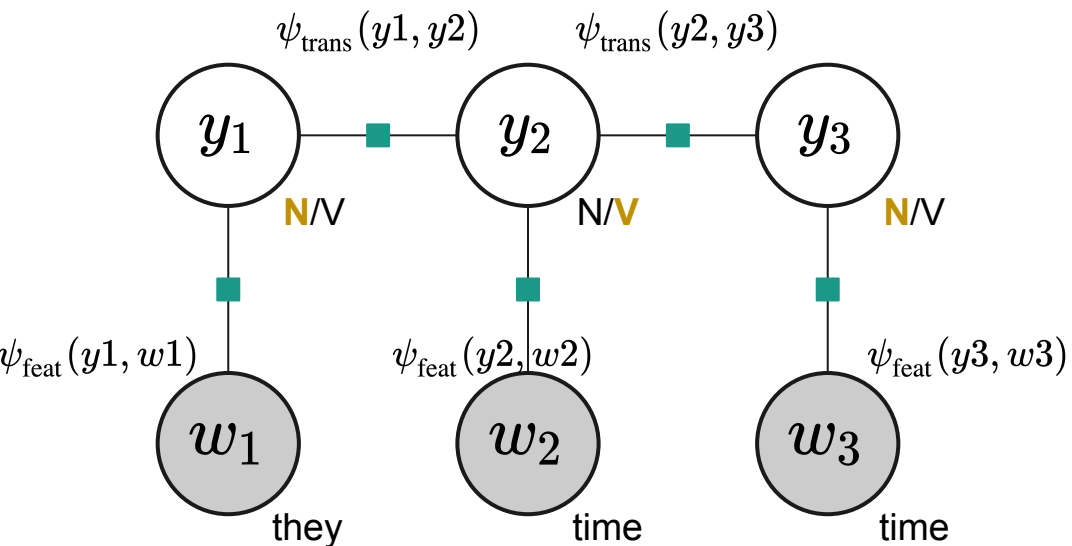 ψtrans(y1, y2) ψtrans(y2, y3)
y1 y2 y3
N/V N/V N/V
ψfeat(y1, w1) ψfeat(y2, w2) ψfeat(y3, w3)
w1 w2 w3
they time time